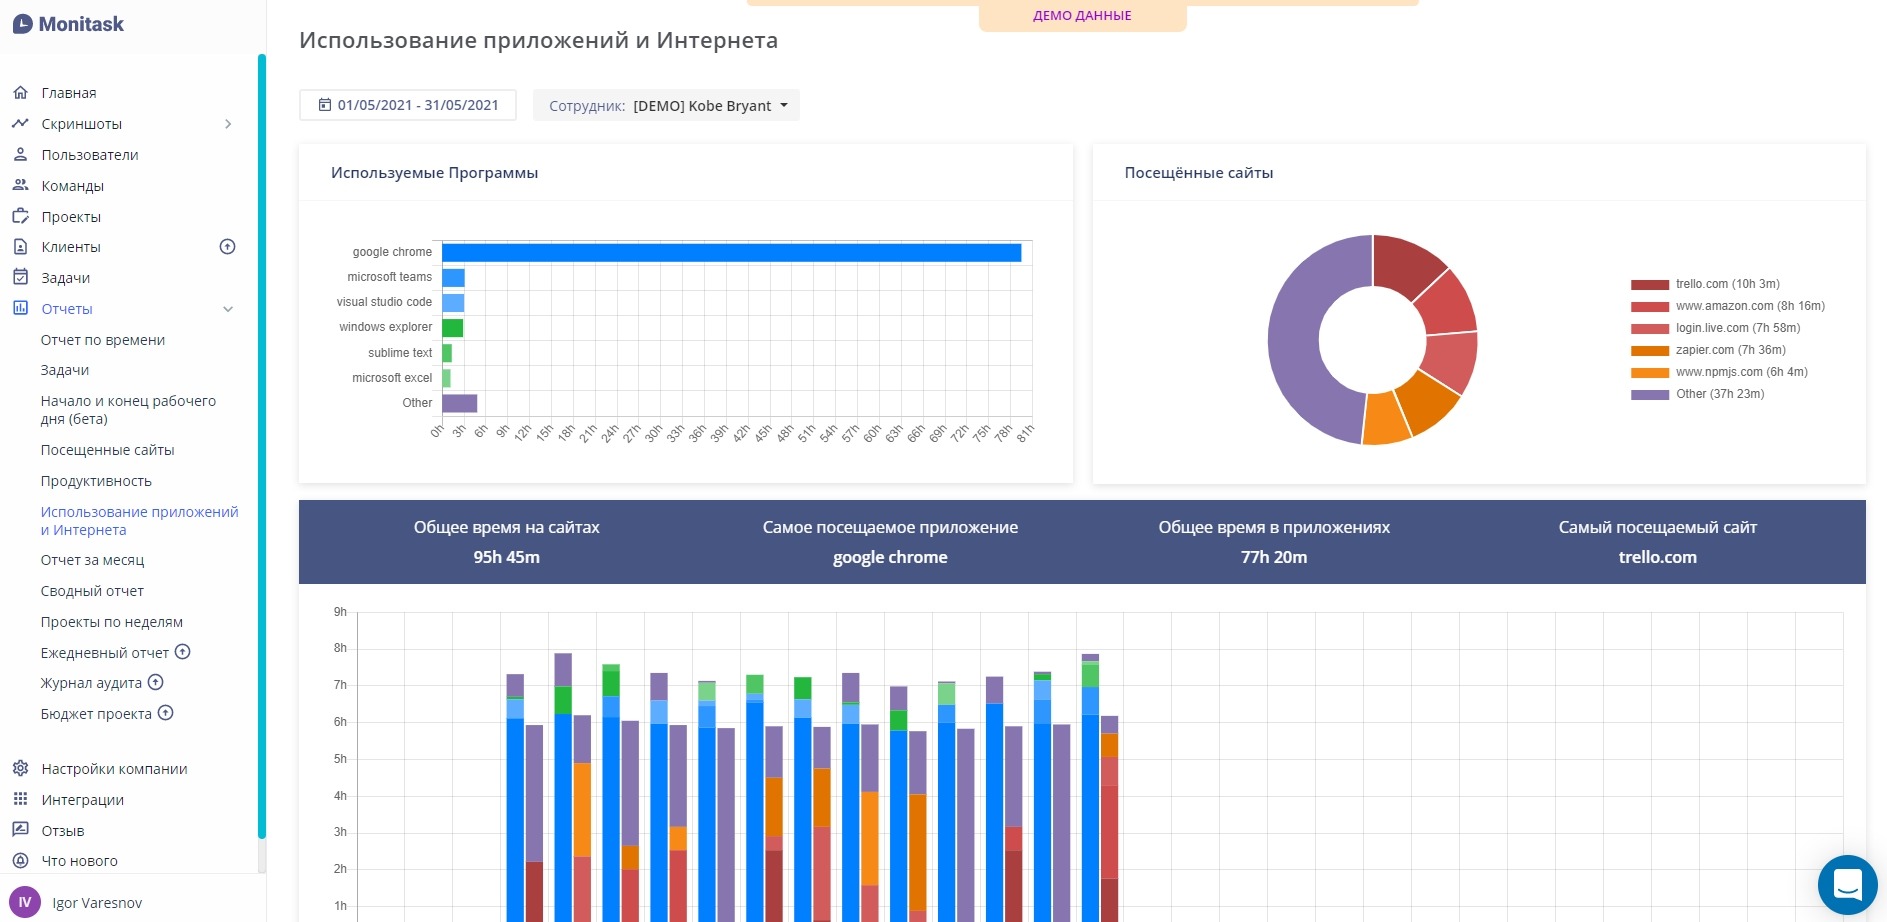 Monitask
Главная
Скриншоты
Пользователи
Команды
Проекты
Клиенты
Задачи
Отчеты
Отчет по времени
Задачи
Начало и конец рабочего
дня (бета)
Посещенные сайты
Продуктивность
Использование приложений
и Интернета
Отчет за месяц
Сводный отчет
Проекты по неделям
Ежедневный отчет
Журнал аудита
Бюджет проекта
Настройки компании
Интеграции
Отзыв
Что нового
IV
Igor Varesnov
ДЕМО ДАННЫЕ
Использование приложений и Интернета
01/05/2021 - 31/05/2021
Сотрудник: [DEMO] Kobe Bryant
Используемые Программы
google chrome
microsoft teams
visual studio code
windows explorer
sublime text
microsoft excel
Other
0h 3h 6h 9h 12h 15h 18h 21h 24h 27h 30h 33h 36h 39h 42h 45h 48h 51h 54h 57h 60h 63h 66h 69h 72h 75h 78h 81h
Посещённые сайты
trello.com (10h 3m)
www.amazon.com (8h 16m)
login.live.com (7h 58m)
zapier.com (7h 36m)
www.npmjs.com (6h 4m)
Other (37h 23m)
Общее время на сайтах
95h 45m
Самое посещаемое приложение
google chrome
Общее время в приложениях
77h 20m
Самый посещаемый сайт
trello.com
9h
8h
7h
6h
5h
4h
3h
2h
1h